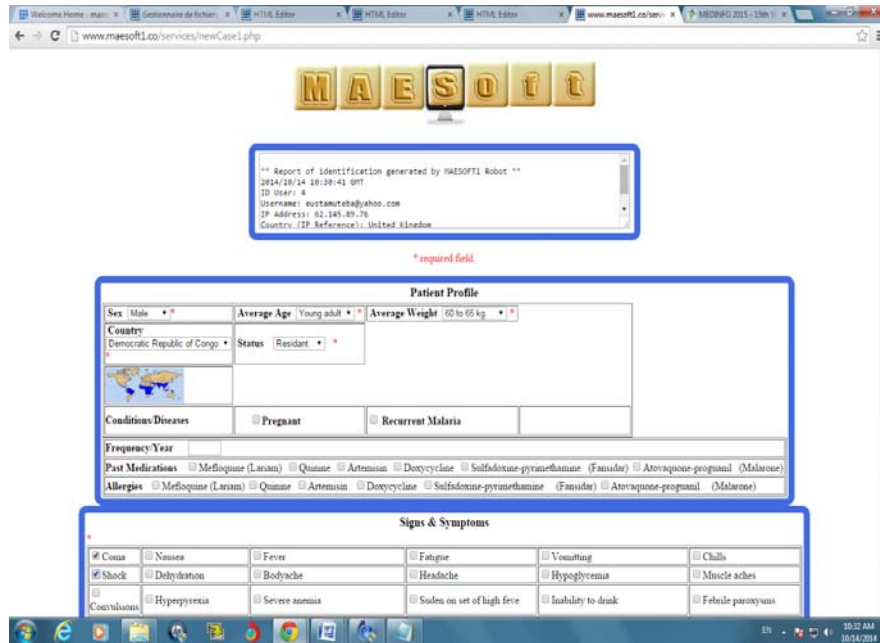 Welcome Home - maes
Gestionnaire de fichiers
HTML Editor
HTML Editor
HTML Editor
www.maesoft1.co/serv
MEDINFO 2015 - 15th
www.maesoft1.co/services/newCase1.php
MAESoft
** Report of identification generated by MAESOFT1 Robot **
2014/10/14 10:30:41 GMT
ID User: 4
Username: eustamuteba@yahoo.com
IP Address: 62.145.89.76
Country (IP Reference): United Kingdom
* required field
Patient Profile
Sex Male * Average Age Young adult * Average Weight 60 to 65 kg *
Country
Democratic Republic of Congo Status Residant *
*
Conditions/Diseases Pregnant Recurrent Malaria
Frequency/Year
Past Medications Mefloquine (Lariam) Quinine Artemisin Doxycycline Sulfadoxine-pyrimethamine (Fansidar) Atovaquone-proguanil (Malarone)
Allergies Mefloquine (Lariam) Quinine Artemisin Doxycycline Sulfadoxine-pyrimethamine (Fansidar) Atovaquone-proguanil (Malarone)
Signs & Symptoms
*
Coma Nausea Fever Fatigue Vomitting Chills
Shock Dehydration Bodyache Headache Hypoglycemia Muscle aches
Convulsions Hyperpyrexia Severe anemia Suden on set of high feve Inability to drink Febrile paroxysms
EN 10:32 AM
10/14/2014